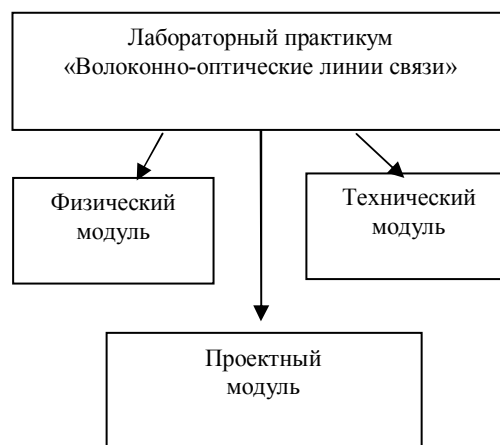 Лабораторный практикум
«Волоконно-оптические линии связи»
Физический
модуль
Технический
модуль
Проектный
модуль